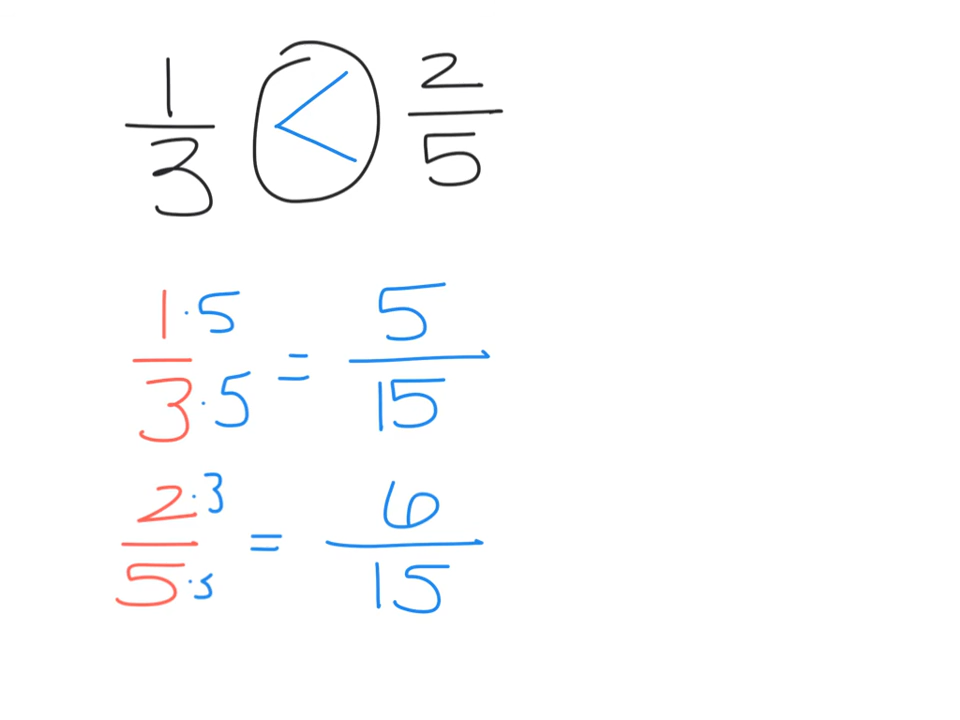 1/3 < 2/5
1·5/3·5 = 5/15
2·3/5·3 = 6/15